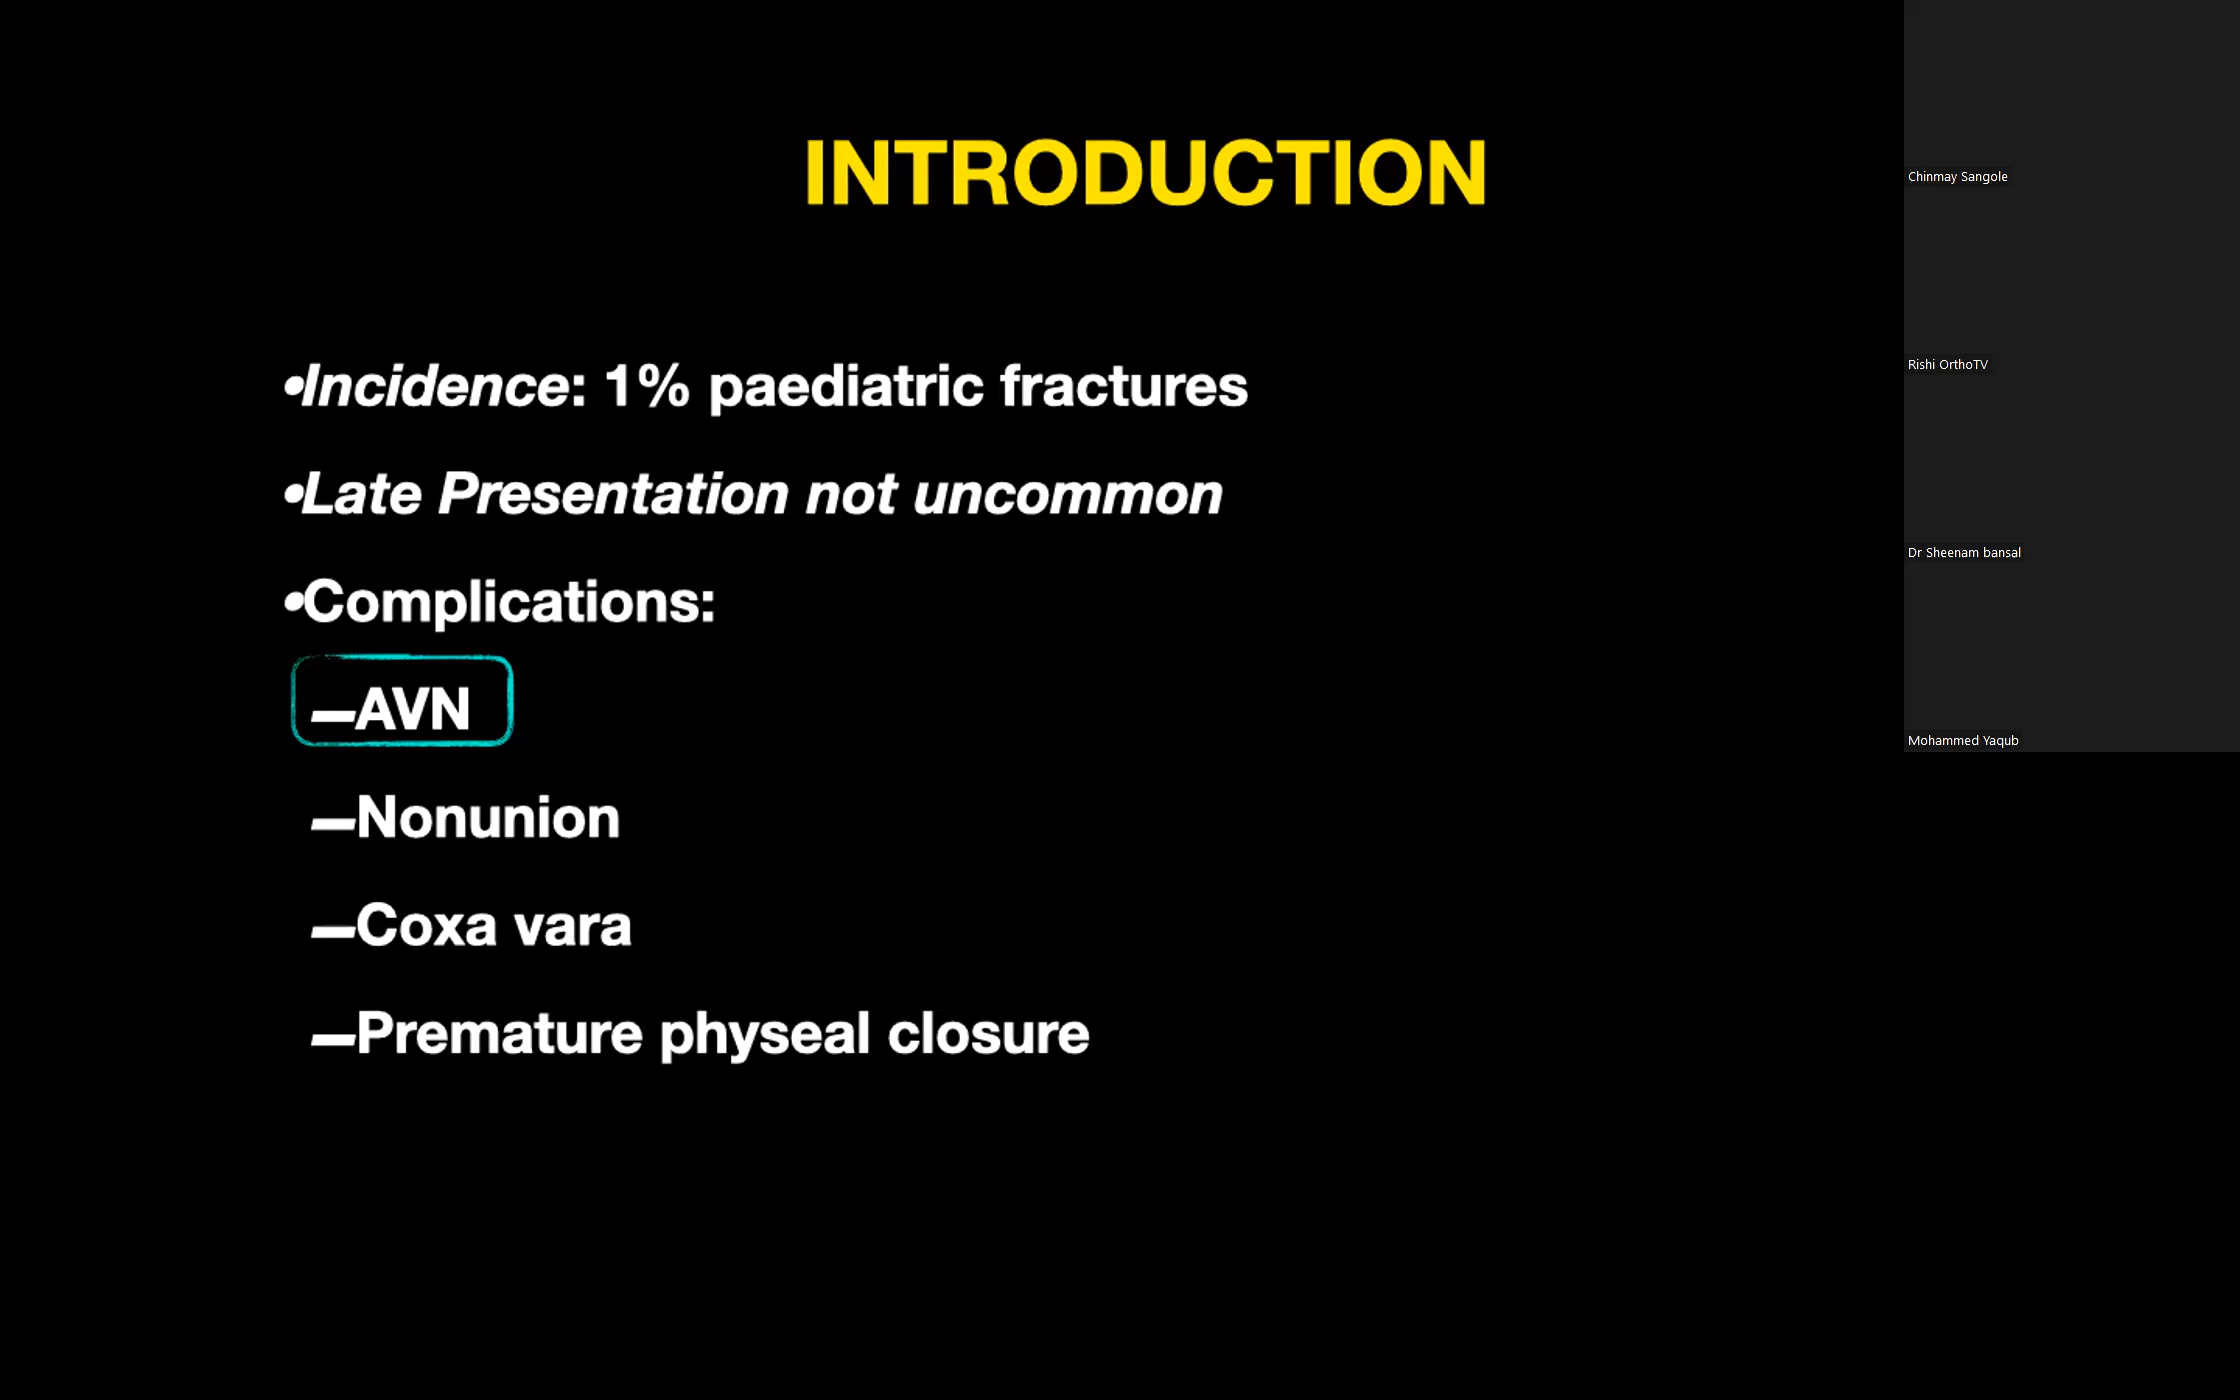 INTRODUCTION
•Incidence: 1% paediatric fractures
•Late Presentation not uncommon
•Complications:
–AVN
–Nonunion
–Coxa vara
–Premature physeal closure
Chinmay Sangole
Rishi OrthoTV
Dr Sheenam bansal
Mohammed Yaqub